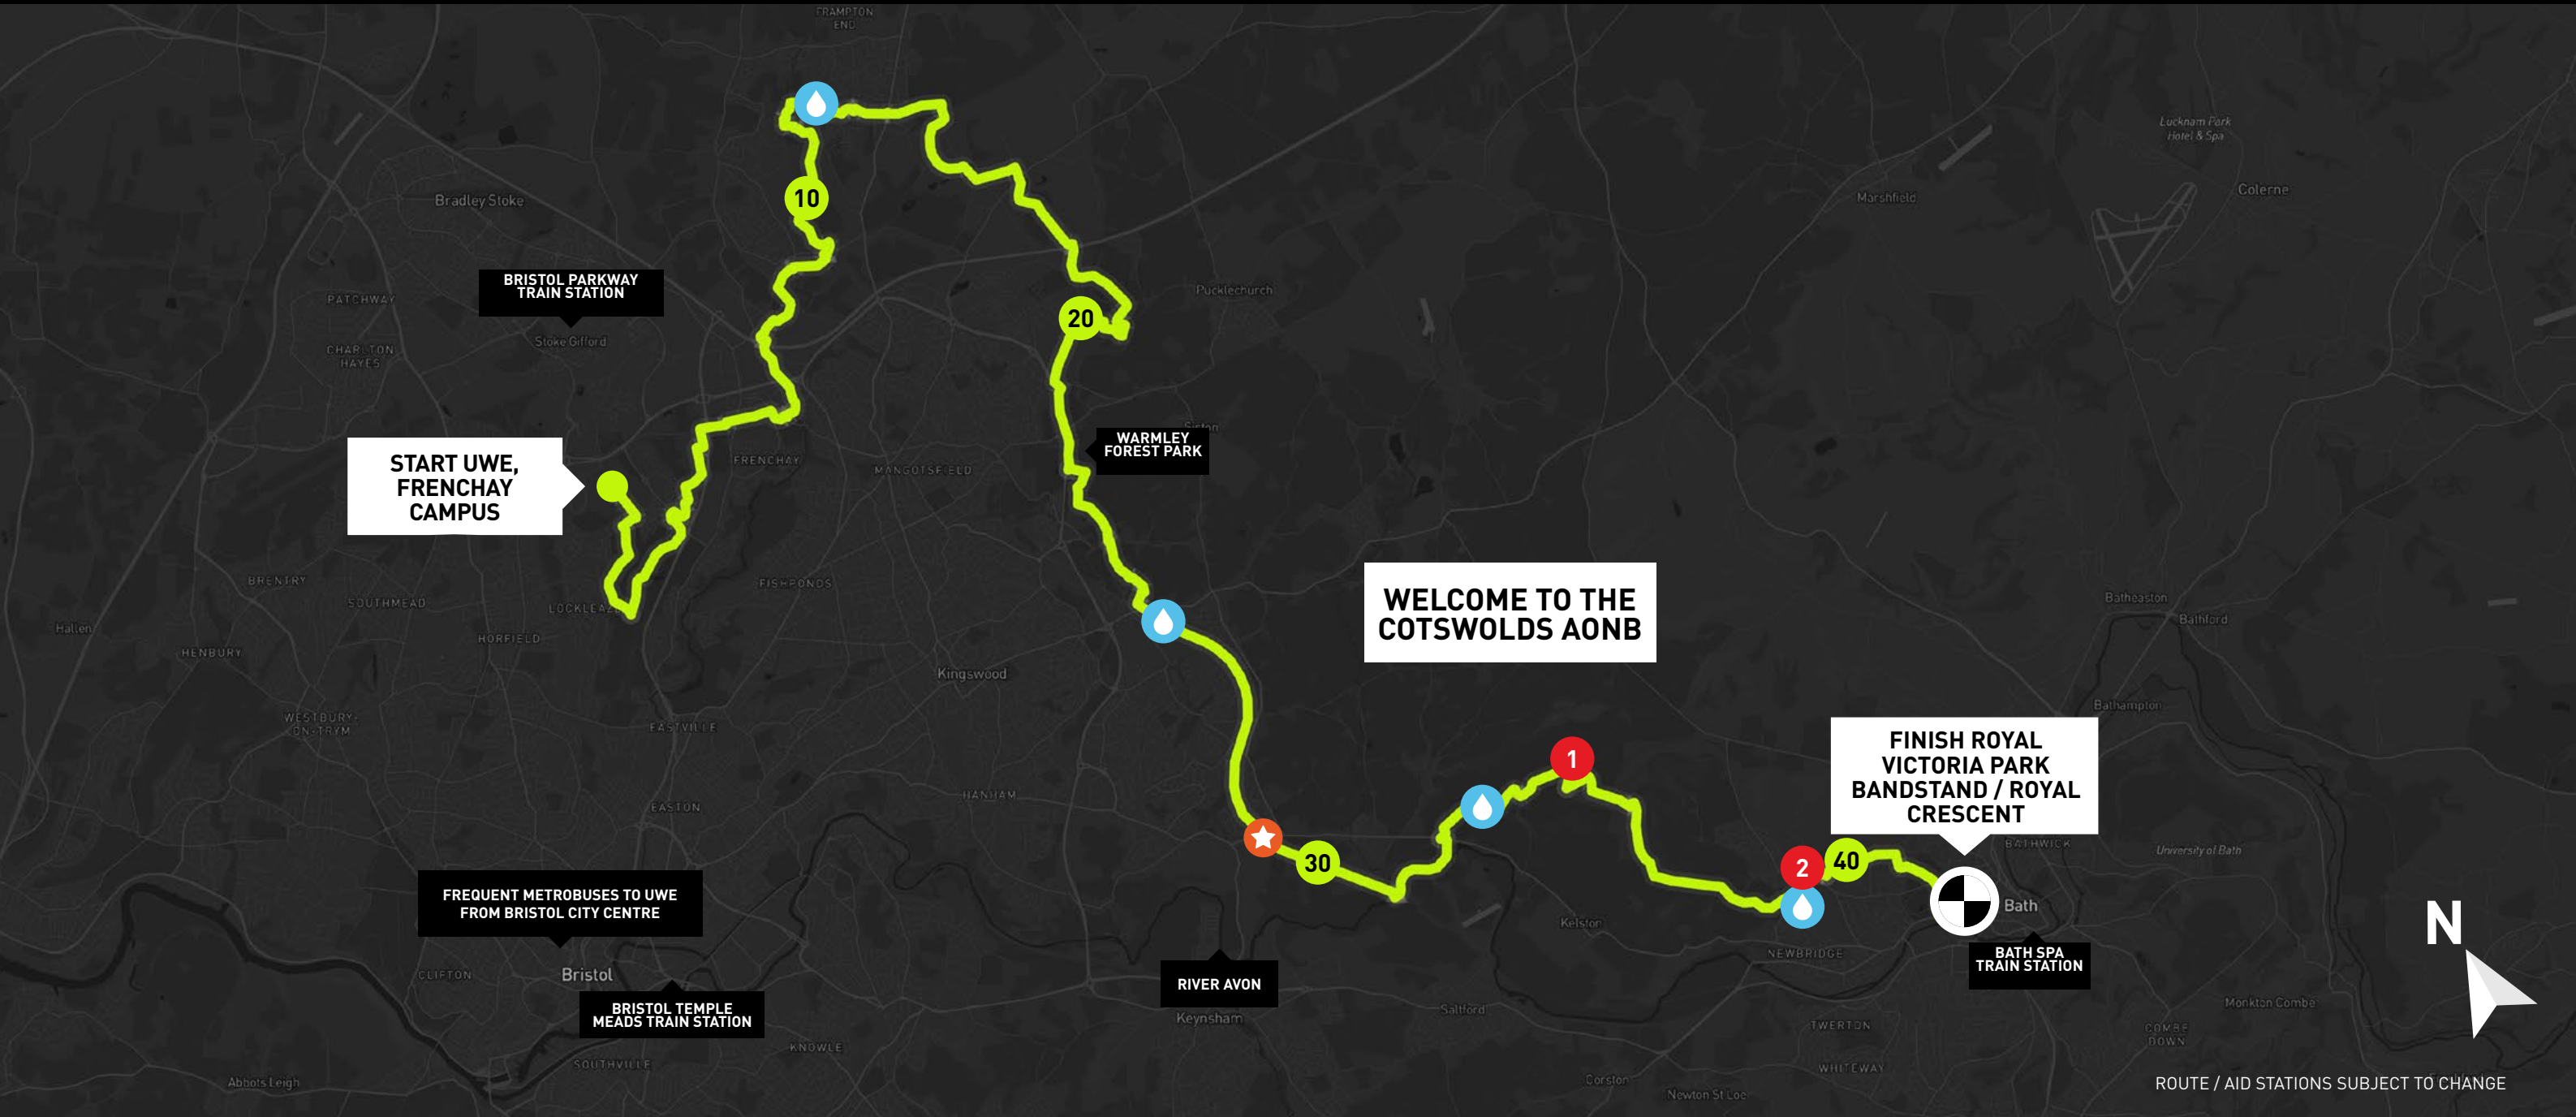 FRAMPTON
END
10
Bradley Stoke
Lucknam Park
Hotel & Spa
Colerne
Marshfield
BRISTOL PARKWAY
TRAIN STATION
PATCHWAY
Stoke Gifford
CHARLTON
HAYES
Pucklechurch
20
START UWE,
FRENCHAY
CAMPUS
FRENCHAY
MANGOTSFIELD
WARMLEY
FOREST PARK
BRENTRY
SOUTHMEAD
FISHPONDS
HORFIELD
Hallen
HENBURY
WELCOME TO THE
COTSWOLDS AONB
Batheaston
Bathford
Kingswood
WESTBURY-
ON-TRYM
EASTVILLE
Bathampton
1
FINISH ROYAL
VICTORIA PARK
BANDSTAND / ROYAL
CRESCENT
HANHAM
EASTON
30
2
40
BATHWICK
University of Bath
Bath
FREQUENT METROBUSES TO UWE
FROM BRISTOL CITY CENTRE
Kelston
NEWBRIDGE
BATH SPA
TRAIN STATION
N
CLIFTON
Bristol
RIVER AVON
BRISTOL TEMPLE
MEADS TRAIN STATION
Keynsham
Saltford
TWERTON
Monkton Combe
COMBE
DOWN
KNOWLE
SOUTHVILLE
Abbots Leigh
WHITEWAY
Corston
Newton St Loe
ROUTE / AID STATIONS SUBJECT TO CHANGE